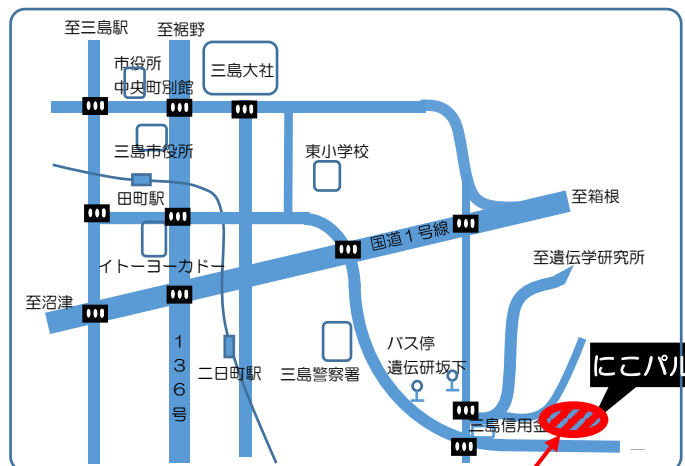 至三島駅
至裾野
市役所
中央町別館
三島大社
三島市役所
東小学校
田町駅
至箱根
国道１号線
イトーヨーカドー
至遺伝学研究所
至沼津
１３６号
二日町駅
三島警察署
バス停
遺伝研坂下
にこパル
三島信用金